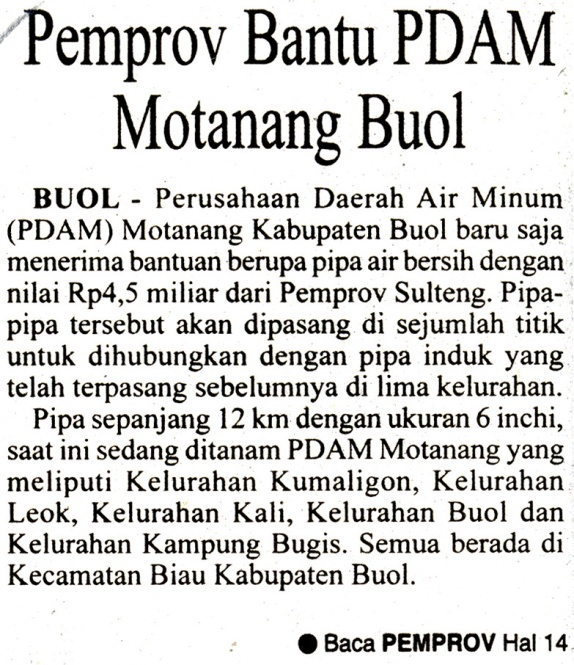 Pemprov Bantu PDAM
Motanang Buol
BUOL - Perusahaan Daerah Air Minum
(PDAM) Motanang Kabupaten Buol baru saja
menerima bantuan berupa pipa air bersih dengan
nilai Rp4,5 miliar dari Pemprov Sulteng. Pipa-
pipa tersebut akan dipasang di sejumlah titik
untuk dihubungkan dengan pipa induk yang
telah terpasang sebelumnya di lima kelurahan.
Pipa sepanjang 12 km dengan ukuran 6 inchi,
saat ini sedang ditanam PDAM Motanang yang
meliputi Kelurahan Kumaligon, Kelurahan
Leok, Kelurahan Kali, Kelurahan Buol dan
Kelurahan Kampung Bugis. Semua berada di
Kecamatan Biau Kabupaten Buol.
● Baca PEMPROV Hal 14